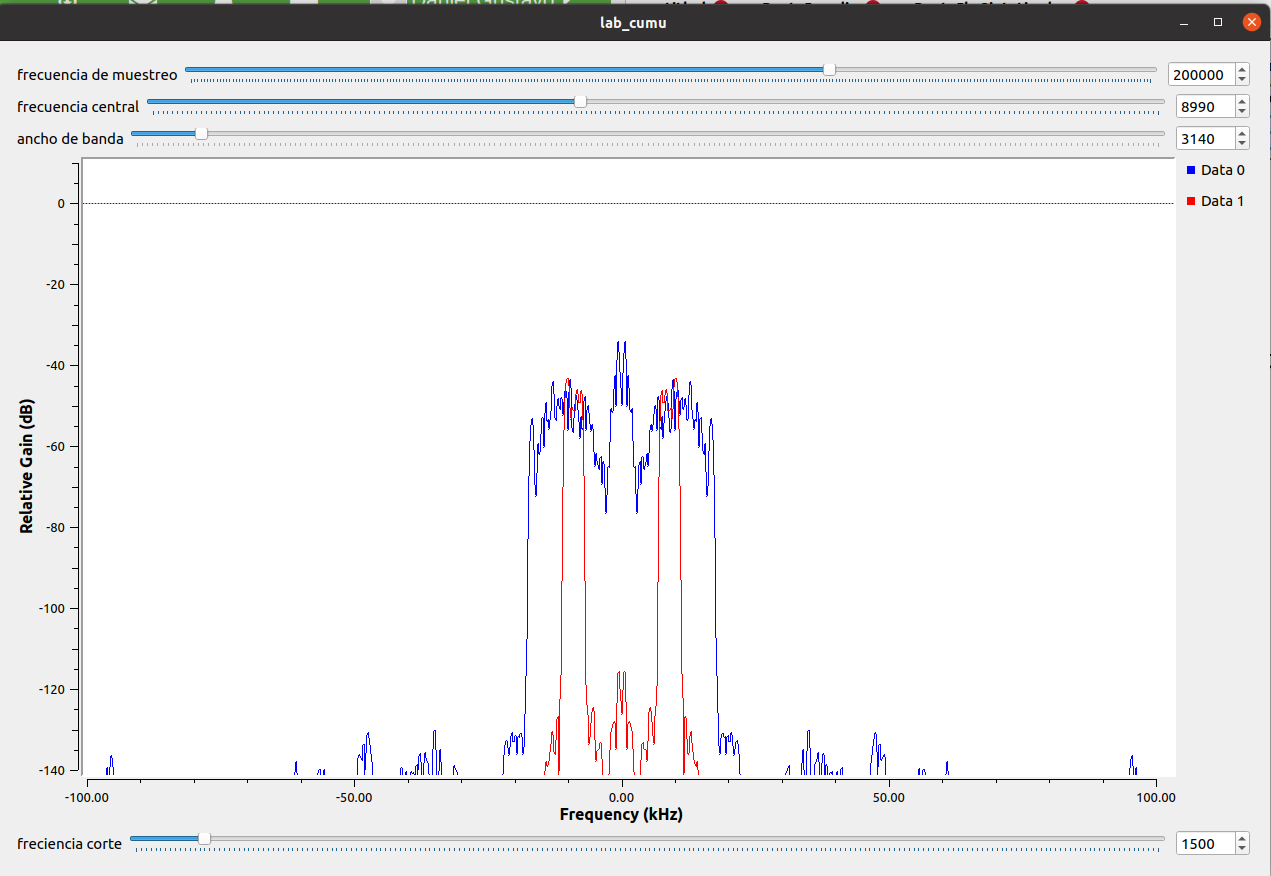 lab_cumu
frecuencia de muestreo 200000
frecuencia central 8990
ancho de banda 3140
Data 0
Data 1
0
-20
-40
-60
-80
-100
-120
-140
Relative Gain (dB)
-100.00 -50.00 0.00 50.00 100.00
Frequency (kHz)
freciencia corte 1500